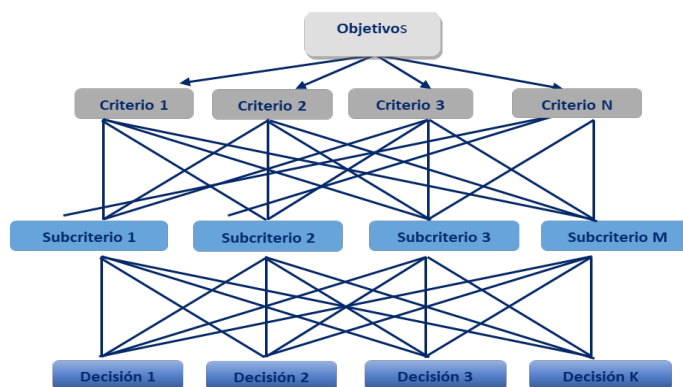 Objetivos
Criterio 1
Criterio 2
Criterio 3
Criterio N
Subcriterio 1
Subcriterio 2
Subcriterio 3
Subcriterio M
Decisión 1
Decisión 2
Decisión 3
Decisión K